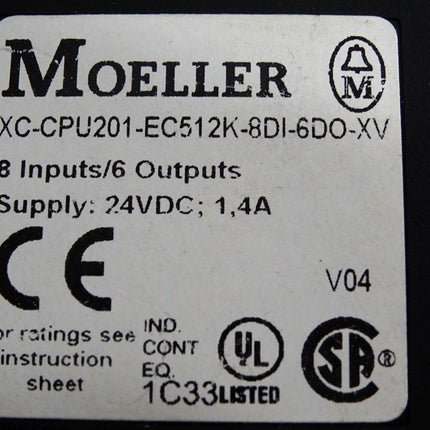 MOELLER M
XC-CPU201-EC512K-8DI-6DO-XV
8 Inputs/6 Outputs
Supply: 24VDC; 1,4A
CE
V04
or ratings see
instruction
sheet
IND.
CONT
EQ.
1C33
UL
LISTED
SA ®